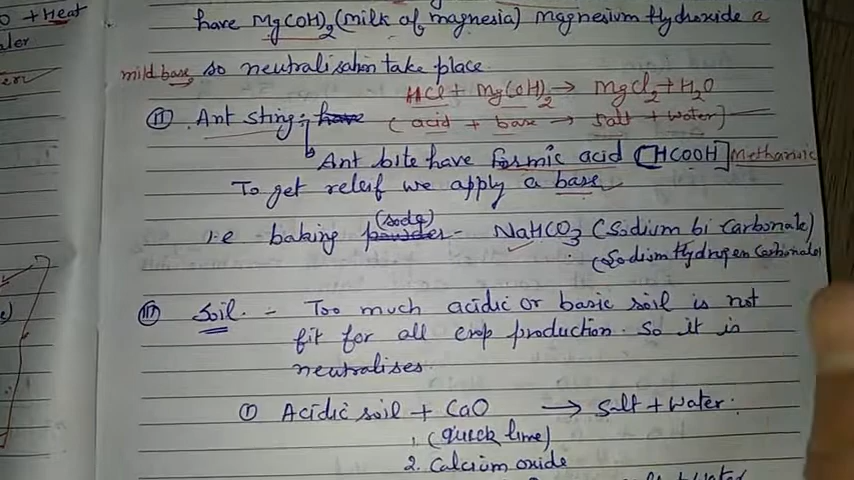 o + Heat
have Mg(OH)2 (milk of magnesia) magnesium Hydroxide a
mild base so neutralisation take place
HCl + Mg(OH)2 → MgCl2 + H2O
(II) Ant sting :- have (acid + base → salt + water)
Ant bite have formic acid [HCOOH] Methanoic
To get releif we apply a base
(soda)
i.e baking powder - NaHCO3 (Sodium bi carbonate)
(Sodium Hydrogen carbonate)
(III) Soil. - Too much acidic or basic soil is not
fit for all crop production. So it is
neutralises.
(I) Acidic soil + CaO → Salt + Water.
1. (quick lime)
2. Calcium oxide